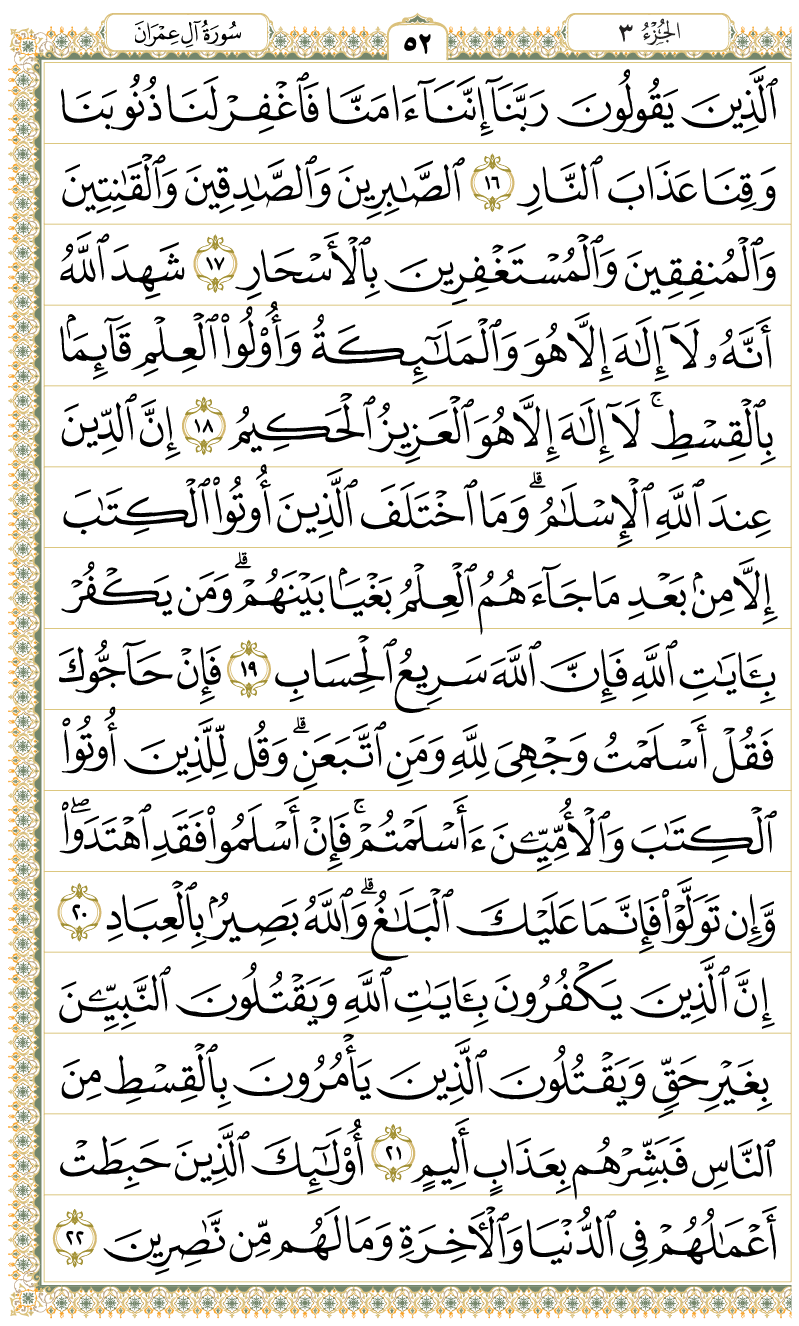 الجُزْءُ ٣
٥٢
سُورَةُ آلِ عِمْرَانَ
ٱلَّذِينَ يَقُولُونَ رَبَّنَآ إِنَّنَآ ءَامَنَّا فَٱغْفِرْ لَنَا ذُنُوبَنَا
وَقِنَا عَذَابَ ٱلنَّارِ ١٦ ٱلصَّٰبِرِينَ وَٱلصَّٰدِقِينَ وَٱلْقَٰنِتِينَ
وَٱلْمُنفِقِينَ وَٱلْمُسْتَغْفِرِينَ بِٱلْأَسْحَارِ ١٧ شَهِدَ ٱللَّهُ
أَنَّهُۥ لَآ إِلَٰهَ إِلَّا هُوَ وَٱلْمَلَٰٓئِكَةُ وَأُو۟لُوا۟ ٱلْعِلْمِ قَآئِمَۢا
بِٱلْقِسْطِ ۚ لَآ إِلَٰهَ إِلَّا هُوَ ٱلْعَزِيزُ ٱلْحَكِيمُ ١٨ إِنَّ ٱلدِّينَ
عِندَ ٱللَّهِ ٱلْإِسْلَٰمُ ۗ وَمَا ٱخْتَلَفَ ٱلَّذِينَ أُوتُوا۟ ٱلْكِتَٰبَ
إِلَّا مِنۢ بَعْدِ مَا جَآءَهُمُ ٱلْعِلْمُ بَغْيَۢا بَيْنَهُمْ ۗ وَمَن يَكْفُرْ
بِـَٔايَٰتِ ٱللَّهِ فَإِنَّ ٱللَّهَ سَرِيعُ ٱلْحِسَابِ ١٩ فَإِنْ حَآجُّوكَ
فَقُلْ أَسْلَمْتُ وَجْهِىَ لِلَّهِ وَمَنِ ٱتَّبَعَنِ ۗ وَقُل لِّلَّذِينَ أُوتُوا۟
ٱلْكِتَٰبَ وَٱلْأُمِّيِّـۧنَ ءَأَسْلَمْتُمْ ۚ فَإِنْ أَسْلَمُوا۟ فَقَدِ ٱهْتَدَوا۟ ۖ
وَّإِن تَوَلَّوْا۟ فَإِنَّمَا عَلَيْكَ ٱلْبَلَٰغُ ۗ وَٱللَّهُ بَصِيرُۢ بِٱلْعِبَادِ ٢٠
إِنَّ ٱلَّذِينَ يَكْفُرُونَ بِـَٔايَٰتِ ٱللَّهِ وَيَقْتُلُونَ ٱلنَّبِيِّـۧنَ
بِغَيْرِ حَقٍّ وَيَقْتُلُونَ ٱلَّذِينَ يَأْمُرُونَ بِٱلْقِسْطِ مِنَ
ٱلنَّاسِ فَبَشِّرْهُم بِعَذَابٍ أَلِيمٍ ٢١ أُو۟لَٰٓئِكَ ٱلَّذِينَ حَبِطَتْ
أَعْمَٰلُهُمْ فِى ٱلدُّنْيَا وَٱلْـَٔاخِرَةِ وَمَا لَهُم مِّن نَّٰصِرِينَ ٢٢